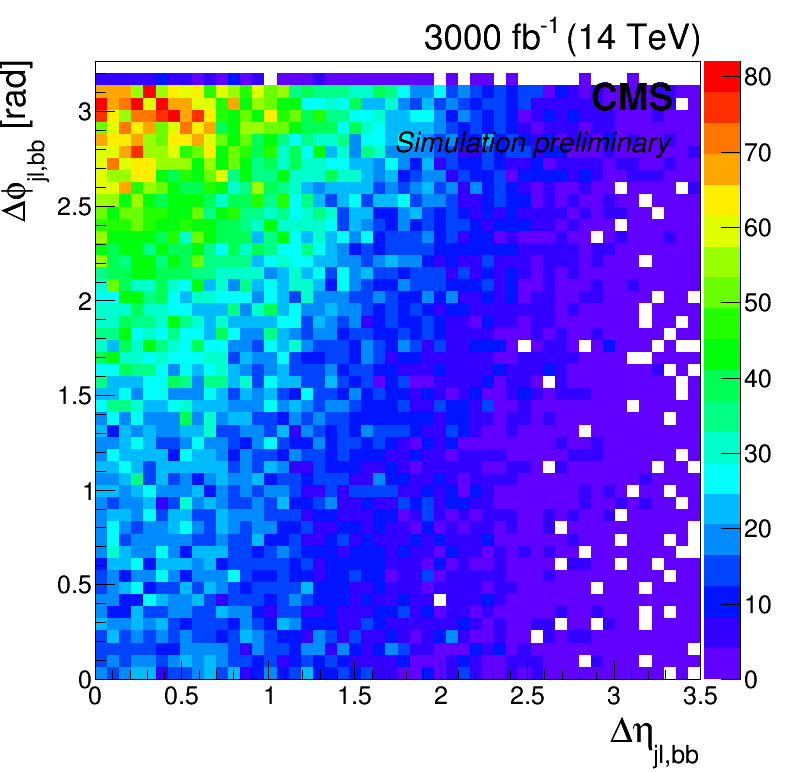 3000 fb-1 (14 TeV)
CMS
Simulation preliminary
Δϕjl,bb [rad]
3
2.5
2
1.5
1
0.5
0
0 0.5 1 1.5 2 2.5 3 3.5
Δηjl,bb
80
70
60
50
40
30
20
10
0